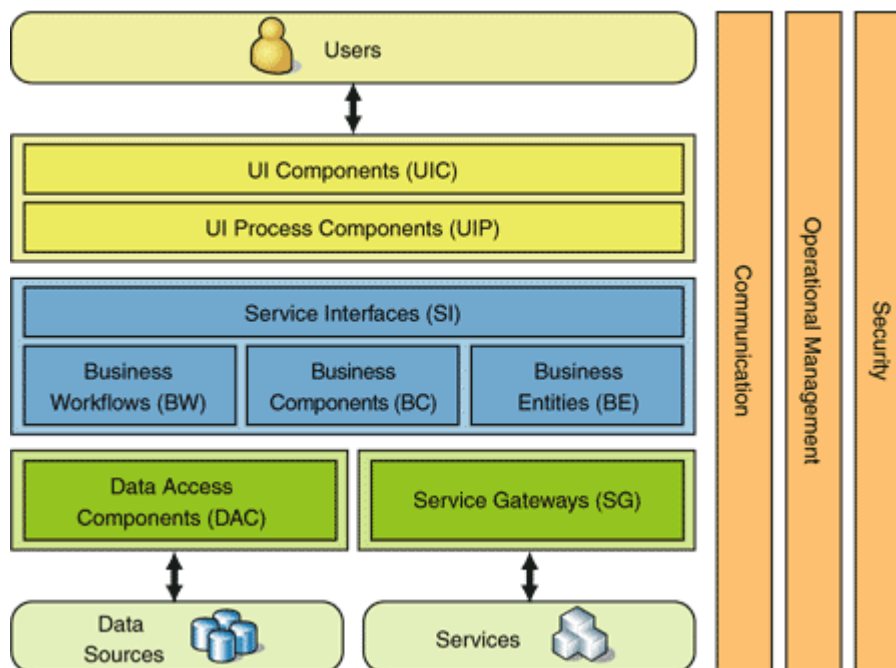 Users
UI Components (UIC)
UI Process Components (UIP)
Service Interfaces (SI)
Business
Workflows (BW)
Business
Components (BC)
Business
Entities (BE)
Data Access
Components (DAC)
Service Gateways (SG)
Data
Sources
Services
Communication
Operational Management
Security